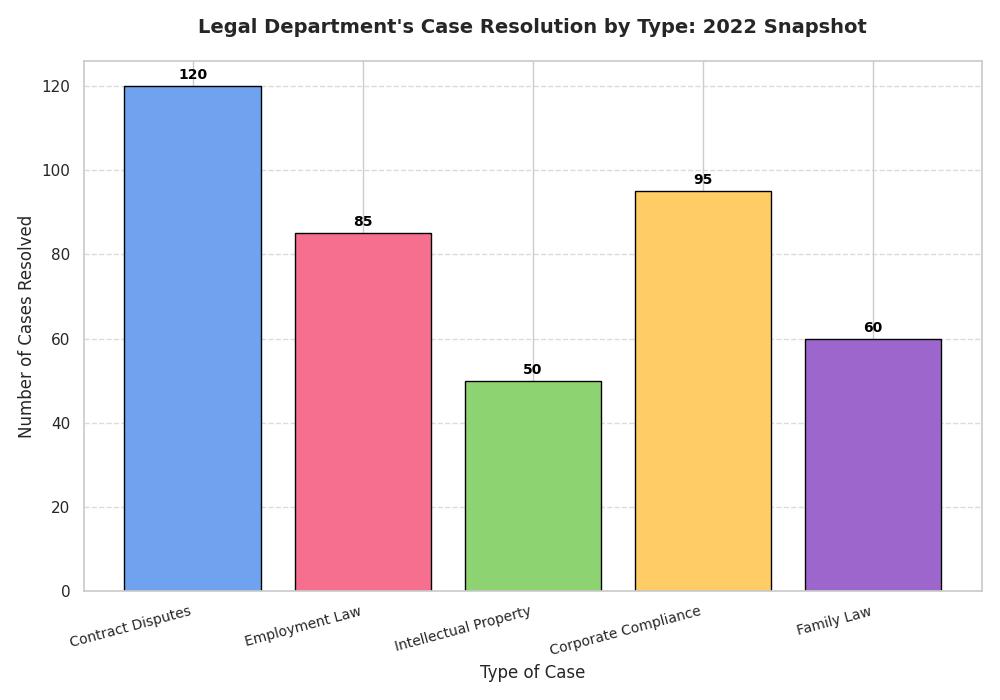 Legal Department's Case Resolution by Type: 2022 Snapshot
Number of Cases Resolved
120
100
80
60
40
20
0
120
85
50
95
60
Contract Disputes
Employment Law
Intellectual Property
Corporate Compliance
Family Law
Type of Case